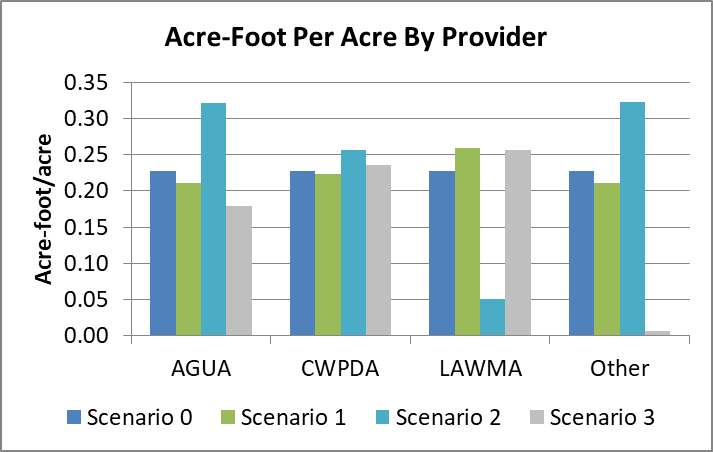 Acre-Foot Per Acre By Provider
Acre-foot/acre
0.35
0.30
0.25
0.20
0.15
0.10
0.05
0.00
AGUA CWPDA LAWMA Other
Scenario 0 Scenario 1 Scenario 2 Scenario 3